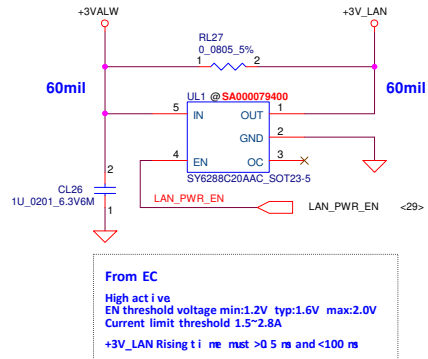 +3VALW
+3V_LAN
RL27
0_0805_5%
1
2
60mil
60mil
UL1 @SA000079400
5
IN
OUT
1
GND
2
4
EN
OC
3
SY6288C20AAC_SOT23-5
2
CL26
1U_0201_6.3V6M
1
LAN_PWR_EN
LAN_PWR_EN
<29>
From EC
High active
EN threshold voltage min:1.2V typ:1.6V max:2.0V
Current limit threshold 1.5~2.8A
+3V_LAN Rising time must >0.5 ms and <100 ms